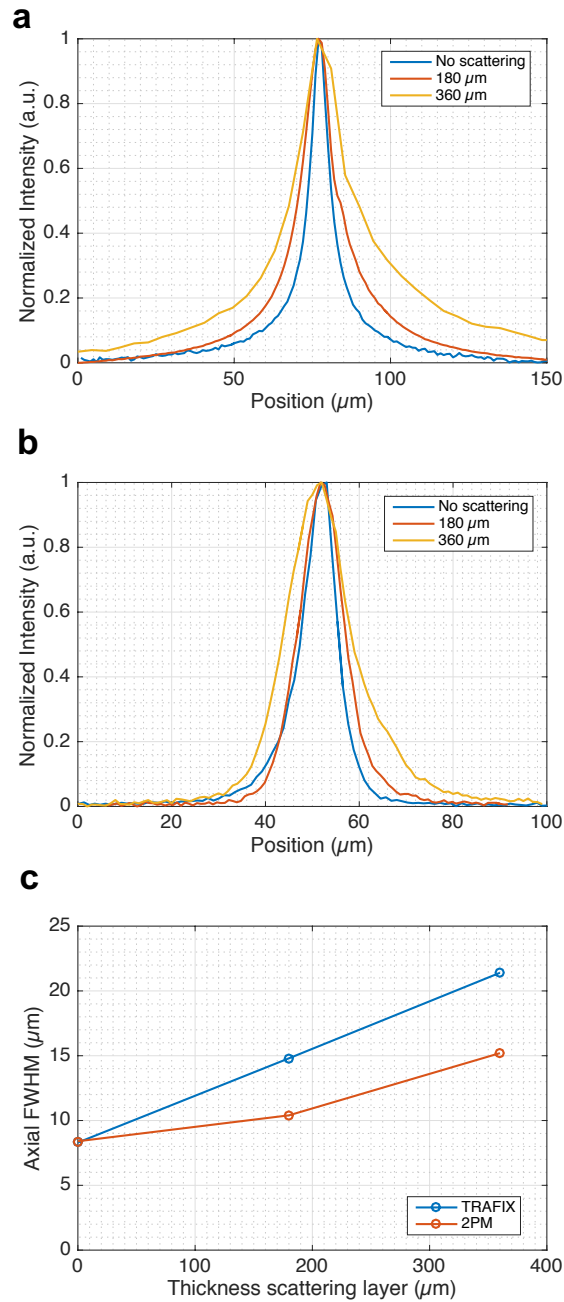 a
1
0.8
0.6
0.4
0.2
0
Normalized Intensity (a.u.)
No scattering
180 µm
360 µm
50
100
150
Position (µm)
b
1
0.8
0.6
0.4
0.2
0
Normalized Intensity (a.u.)
No scattering
180 µm
360 µm
0
20
40
60
80
100
Position (µm)
c
25
20
15
10
5
0
Axial FWHM (µm)
TRAFIX
2PM
0
100
200
300
400
Thickness scattering layer (µm)